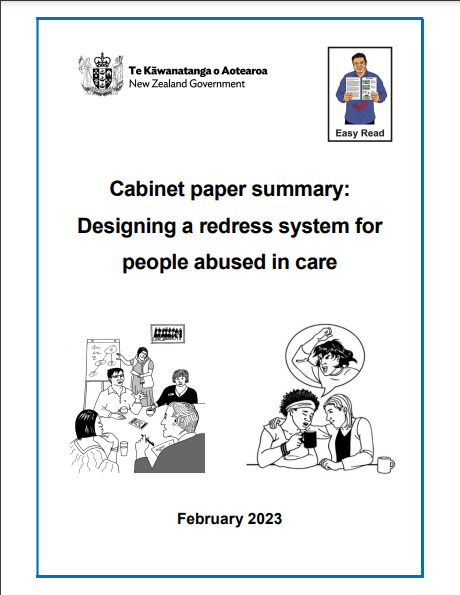 Te Kāwanatanga o Aotearoa
New Zealand Government
Easy Read
Cabinet paper summary:
Designing a redress system for
people abused in care
February 2023